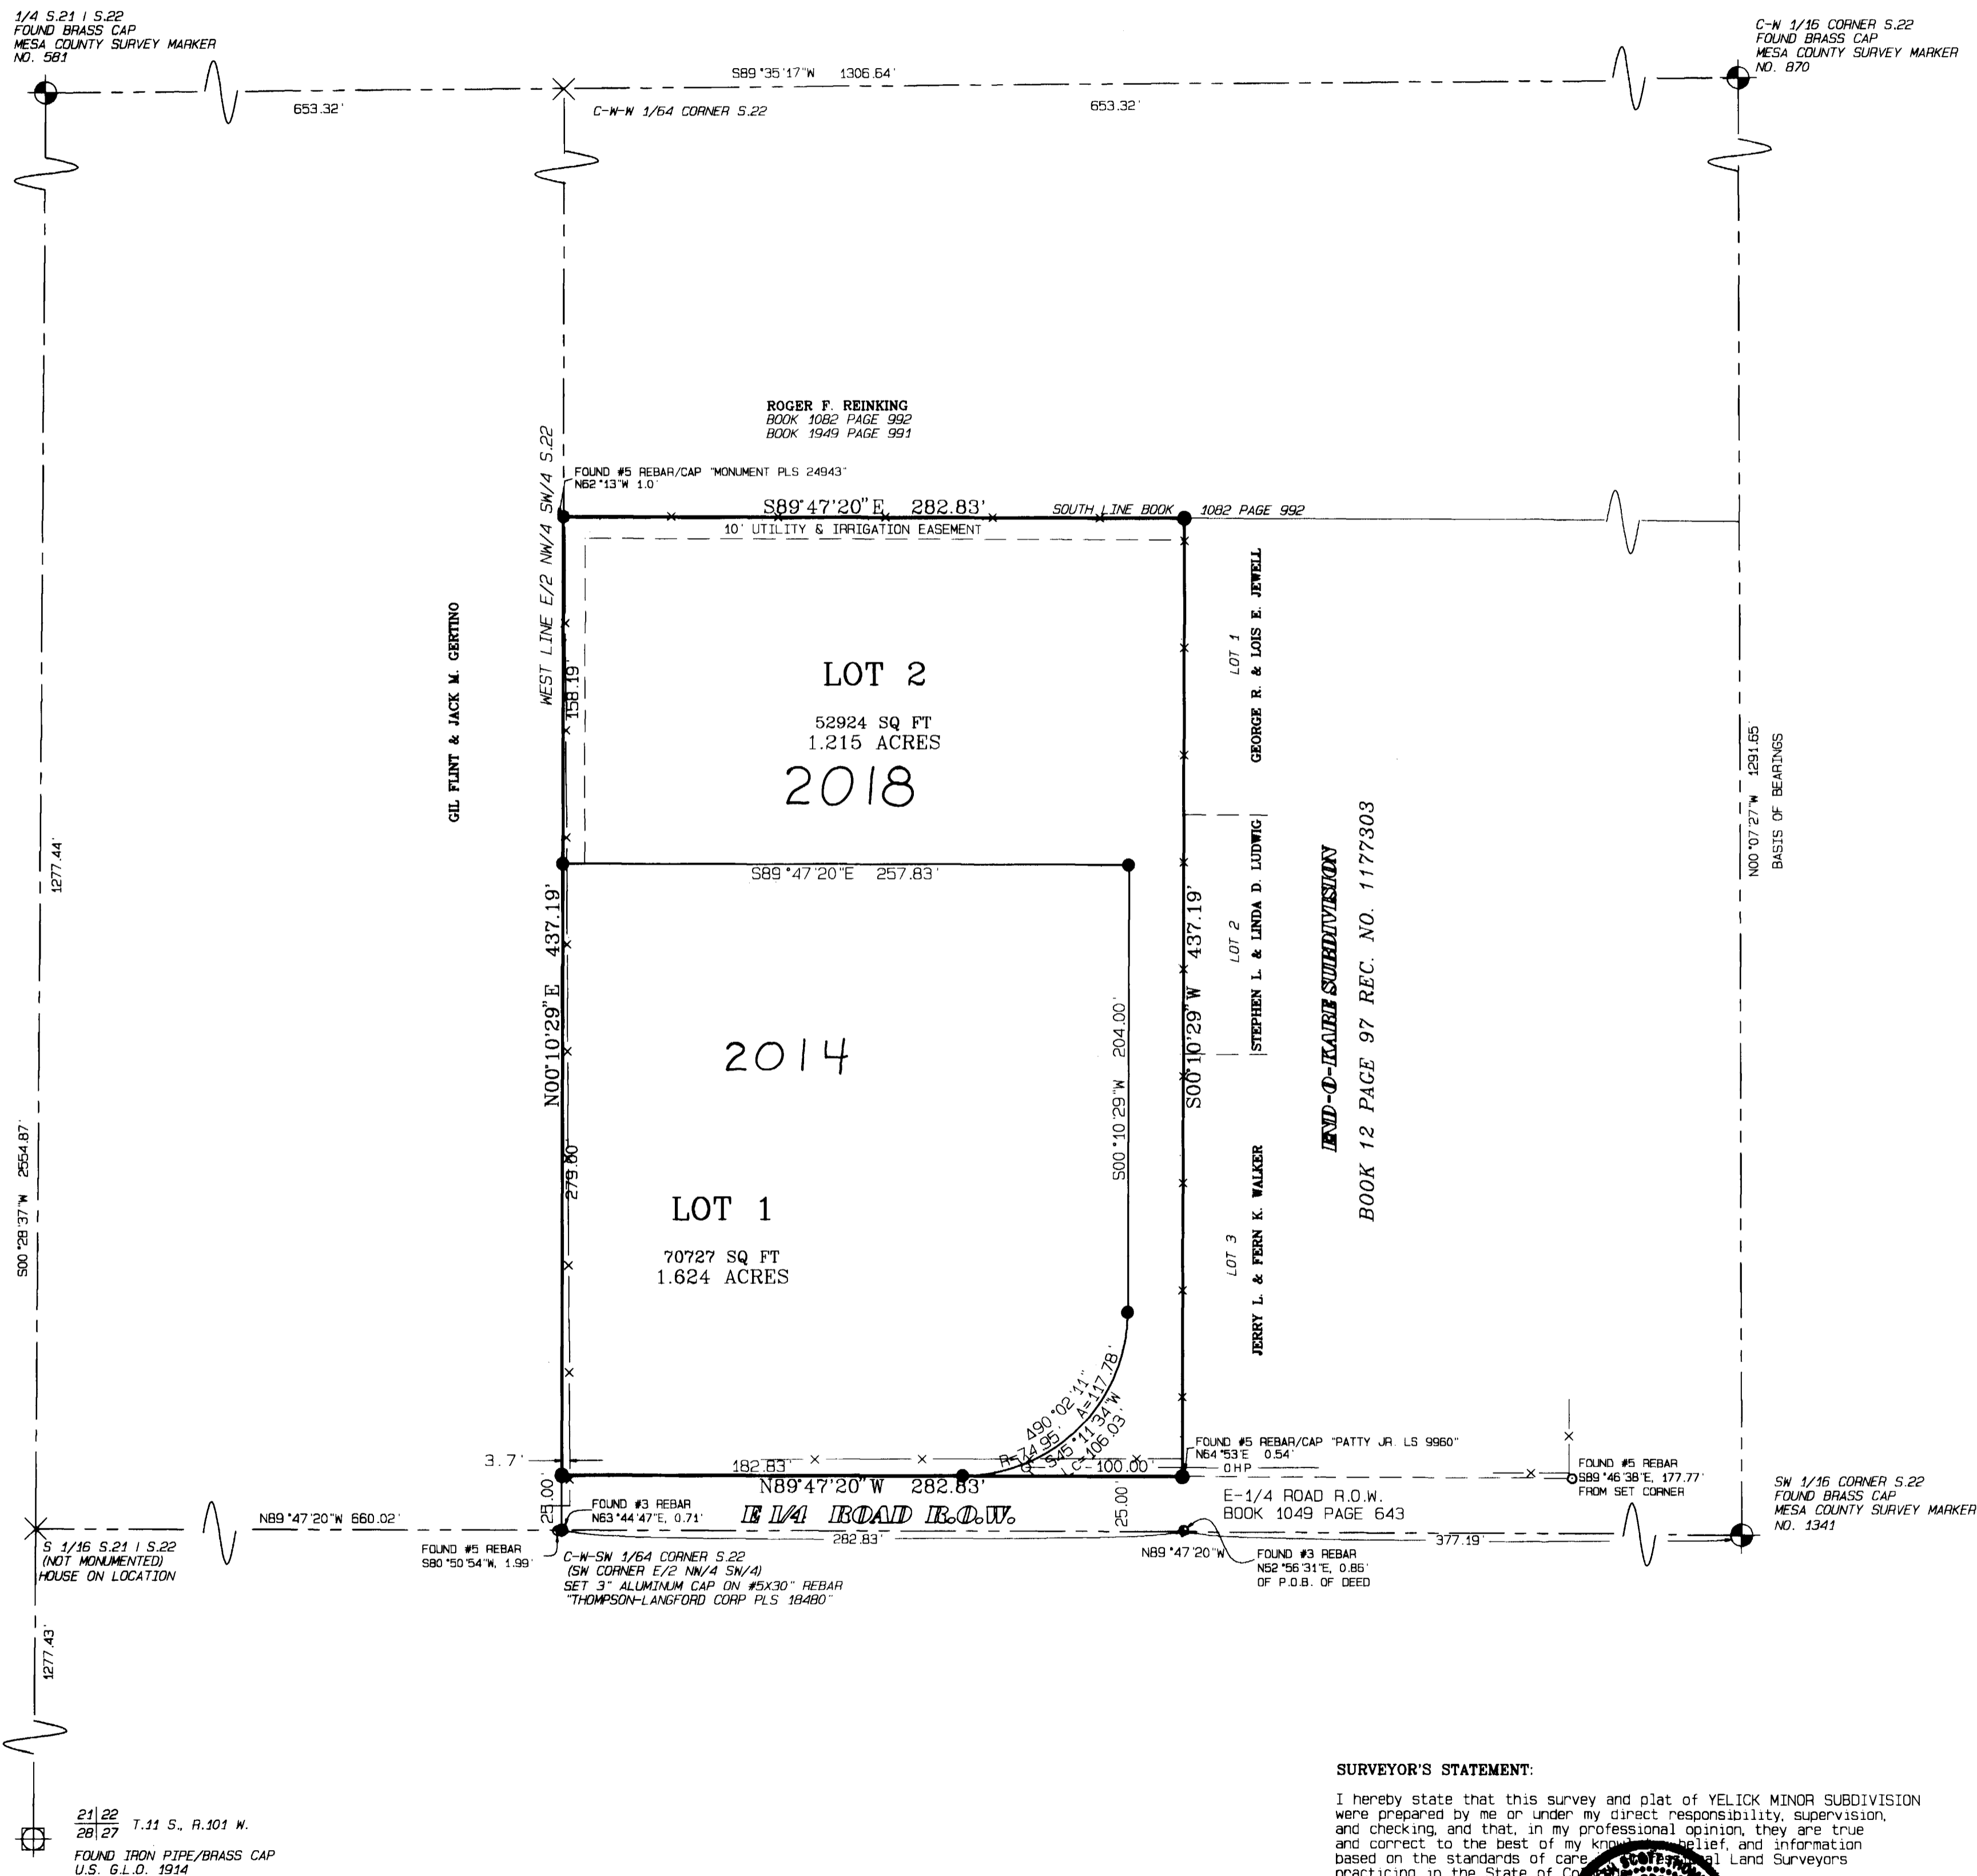 1/4 S.21 | S.22
FOUND BRASS CAP
MESA COUNTY SURVEY MARKER
NO. 581
C-W 1/16 CORNER S.22
FOUND BRASS CAP
MESA COUNTY SURVEY MARKER
NO. 870
S89°35'17"W 1306.64'
653.32'
C-W-W 1/64 CORNER S.22
653.32'
ROGER F. REINKING
BOOK 1082 PAGE 992
BOOK 1949 PAGE 991
WEST LINE E/2 NW/4 SW/4 S.22
FOUND #5 REBAR/CAP "MONUMENT PLS 24943"
N62°13"W 1.0'
S89°47'20"E 282.83'
SOUTH LINE BOOK 1082 PAGE 992
10' UTILITY & IRRIGATION EASEMENT
GIL FLINT & JACK M. GERTINO
158.19'
LOT 2
52924 SQ FT
1.215 ACRES
2018
LOT 1
GEORGE R. & LOIS E. JEWELL
N00°07'27"W 1291.65'
BASIS OF BEARINGS
1277.44'
S89°47'20"E 257.83'
N00°10'29"E 437.19'
S00°10'29"W 204.00'
S00°10'29"W 437.19'
LOT 2
STEPHEN L. & LINDA D. LUDWIG
END-O-KARE SUBDIVISION
BOOK 12 PAGE 97 REC. NO. 1177303
2014
S00°28'37"W 2554.87'
279.00'
LOT 1
70727 SQ FT
1.624 ACRES
LOT 3
JERRY L. & FERN K. WALKER
490°02'11"
R=74.95' A=117.78'
S45°11'34"W
LC=106.03'
3.7'
182.83'
100.00'
N89°47'20"W 282.83'
FOUND #5 REBAR/CAP "PATTY JR. LS 9960"
N64°53'E 0.54'
OHP
FOUND #5 REBAR
S89°46'38"E, 177.77'
FROM SET CORNER
25.00'
FOUND #3 REBAR
N63°44'47"E, 0.71'
E 1/4 ROAD R.O.W.
25.00'
E-1/4 ROAD R.O.W.
BOOK 1049 PAGE 643
SW 1/16 CORNER S.22
FOUND BRASS CAP
MESA COUNTY SURVEY MARKER
NO. 1341
N89°47'20"W 660.02'
282.83'
377.19'
S 1/16 S.21 | S.22
(NOT MONUMENTED)
HOUSE ON LOCATION
FOUND #5 REBAR
S80°50'54"W, 1.99'
C-W-SW 1/64 CORNER S.22
(SW CORNER E/2 NW/4 SW/4)
SET 3" ALUMINUM CAP ON #5X30" REBAR
"THOMPSON-LANGFORD CORP PLS 18480"
N89°47'20"W
FOUND #3 REBAR
N52°56'31"E, 0.86'
OF P.O.B. OF DEED
1277.43'
21|22
28|27
T.11 S., R.101 W.
FOUND IRON PIPE/BRASS CAP
U.S. G.L.O. 1914
SURVEYOR'S STATEMENT:
I hereby state that this survey and plat of YELICK MINOR SUBDIVISION
were prepared by me or under my direct responsibility, supervision,
and checking, and that, in my professional opinion, they are true
and correct to the best of my belief, and information
based on the standards of care Land Surveyors
practicing in the State of